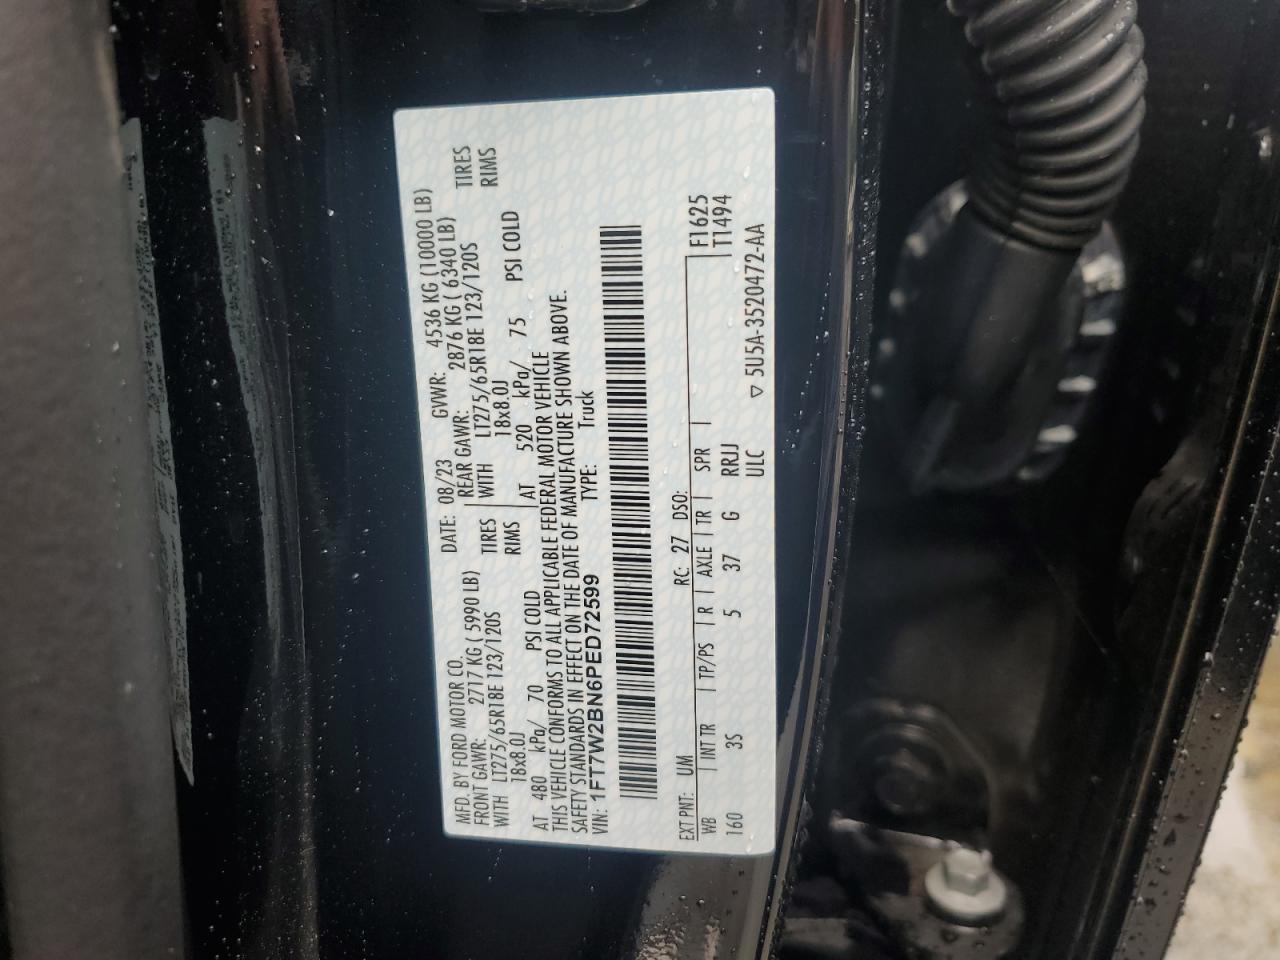 MFD. BY FORD MOTOR CO. DATE: 08/23 GVWR: 4536 KG (10000 LB)
FRONT GAWR: 2717 KG ( 5990 LB) REAR GAWR: 2876 KG ( 6340 LB)
WITH LT275/65R18E 123/120S TIRES WITH LT275/65R18E 123/120S TIRES
18x8.0J RIMS 18x8.0J RIMS
AT 480 kPa/ 70 PSI COLD AT 520 kPa/ 75 PSI COLD
THIS VEHICLE CONFORMS TO ALL APPLICABLE FEDERAL MOTOR VEHICLE
SAFETY STANDARDS IN EFFECT ON THE DATE OF MANUFACTURE SHOWN ABOVE.
VIN: 1FT7W2BN6PED72599 TYPE: Truck
EXT PNT: UM RC: 27 DSO: F1625
WB INT TR TP/PS R AXLE TR SPR T1494
160 3S 5 37 G RRJJ
ULC ▽ 5U5A-3520472-AA